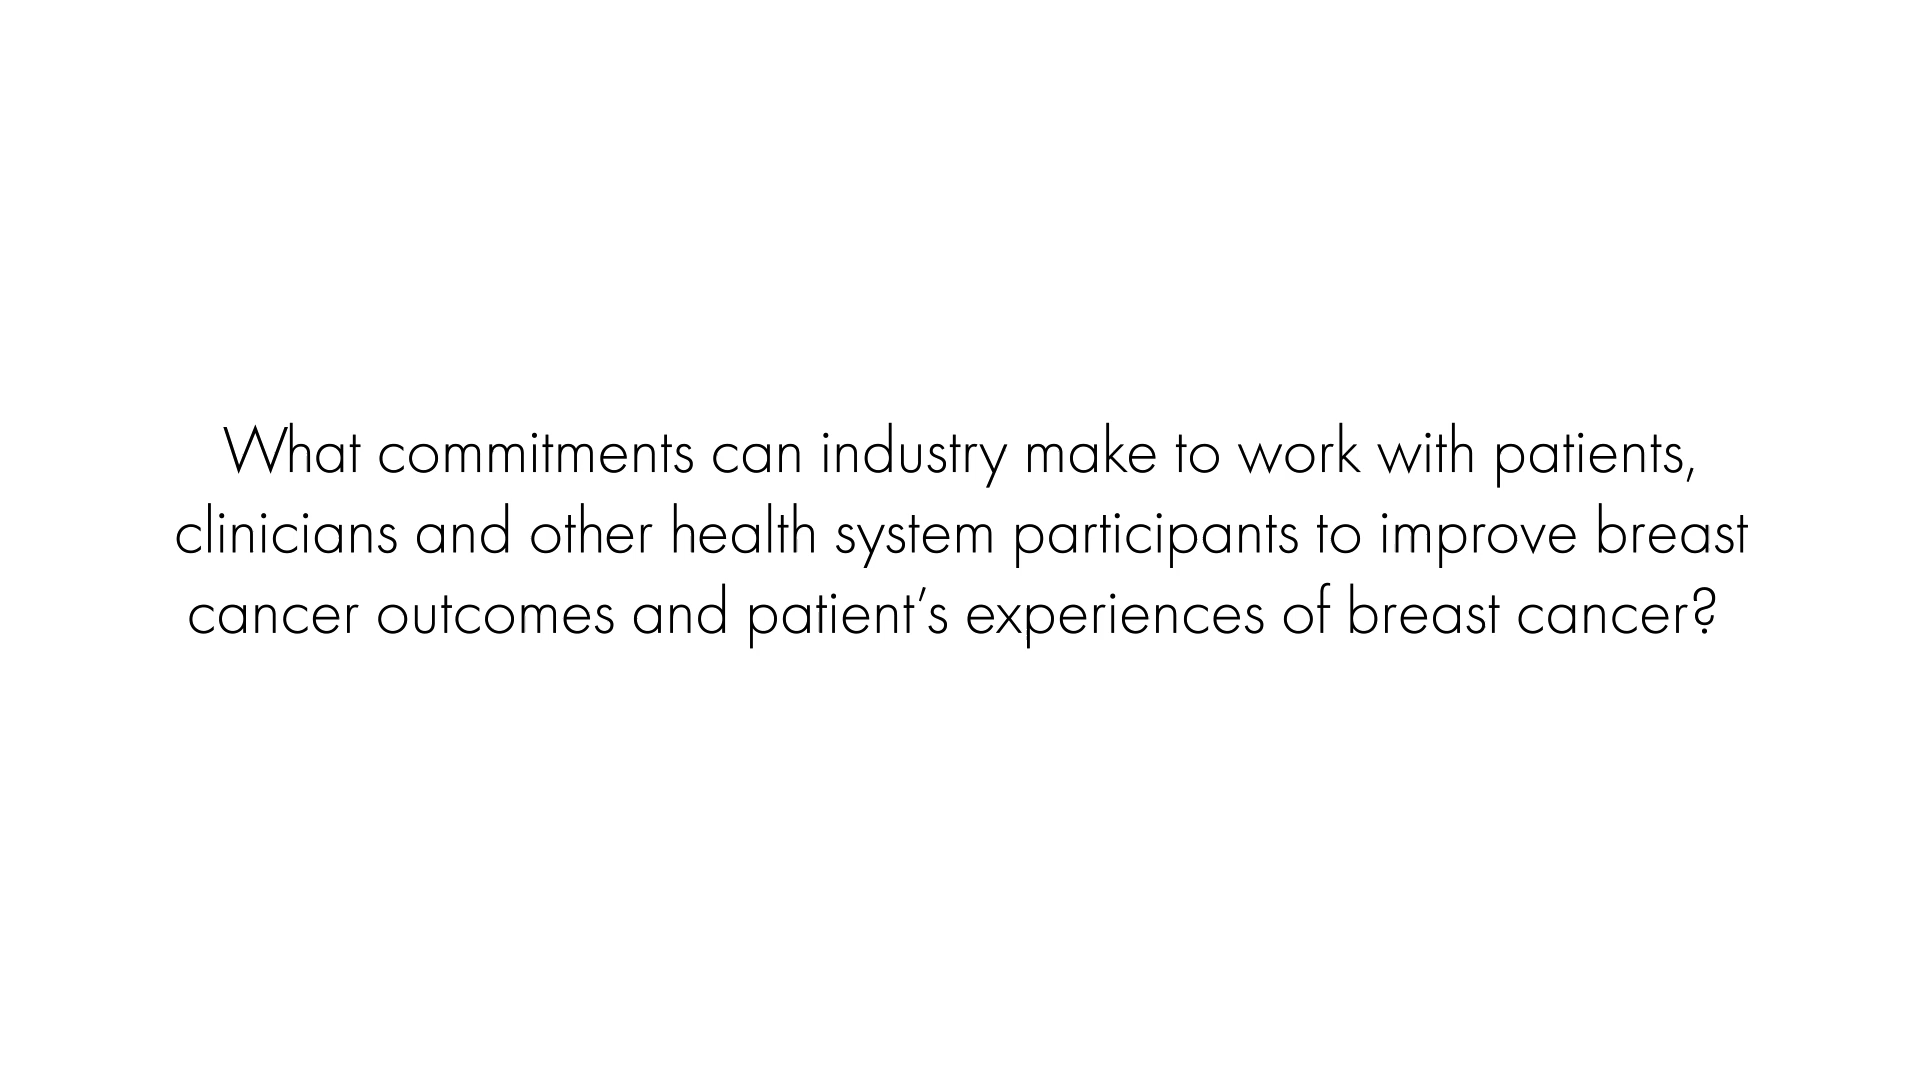 What commitments can industry make to work with patients,
clinicians and other health system participants to improve breast
cancer outcomes and patient’s experiences of breast cancer?